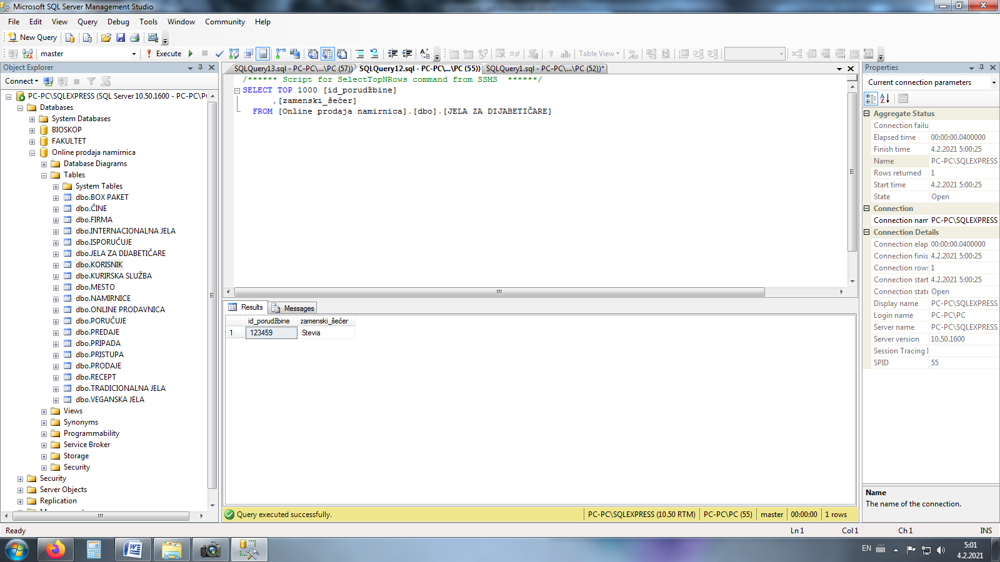 Microsoft SQL Server Management Studio
File Edit View Query Debug Tools Window Community Help
New Query
master Execute Table View
Object Explorer
Connect
PC-PC\SQLEXPRESS (SQL Server 10.50.1600 - PC-PC\P
Databases
System Databases
BIOSKOP
FAKULTET
Online prodaja namirnica
Database Diagrams
Tables
System Tables
dbo.BOX PAKET
dbo.ČINE
dbo.FIRMA
dbo.INTERNACIONALNA JELA
dbo.ISPORUČUJE
dbo.JELA ZA DIJABETIČARE
dbo.KORISNIK
dbo.KURIRSKA SLUŽBA
dbo.MESTO
dbo.NAMIRNICE
dbo.ONLINE PRODAVNICA
dbo.PORUČUJE
dbo.PREDAJE
dbo.PRIPADA
dbo.PRISTUPA
dbo.PRODAJE
dbo.RECEPT
dbo.TRADICIONALNA JELA
dbo.VEGANSKA JELA
Views
Synonyms
Programmability
Service Broker
Storage
Security
Security
Server Objects
Replication
SQLQuery13.sql - PC-PC\...\PC (57)) SQLQuery12.sql - PC-PC\...\PC (55)) SQLQuery1.sql - PC-PC\...\PC (52))*
/****** Script for SelectTopNRows command from SSMS ******/
SELECT TOP 1000 [id_porudžbine]
,[zamenski_šećer]
FROM [Online prodaja namirnica].[dbo].[JELA ZA DIJABETIČARE]
Results Messages
id_porudžbine zamenski_šećer
1 123459 Stevia
Query executed successfully. PC-PC\SQLEXPRESS (10.50 RTM) PC-PC\PC (55) master 00:00:00 1 rows
Properties
Current connection parameters
Aggregate Status
Connection failu
Elapsed time 00:00:00.0400000
Finish time 4.2.2021 5:00:25
Name PC-PC\SQLEXPRESS
Rows returned 1
Start time 4.2.2021 5:00:25
State Open
Connection
Connection nam PC-PC\SQLEXPRESS
Connection Details
Connection elap 00:00:00.0400000
Connection finis 4.2.2021 5:00:25
Connection rows 1
Connection start 4.2.2021 5:00:25
Connection state Open
Display name PC-PC\SQLEXPRESS
Login name PC-PC\PC
Server name PC-PC\SQLEXPRESS
Server version 10.50.1600
Session Tracing I
SPID 55
Name
The name of the connection.
Ready Ln 1 Col 1 Ch 1 INS
EN 5:01
4.2.2021